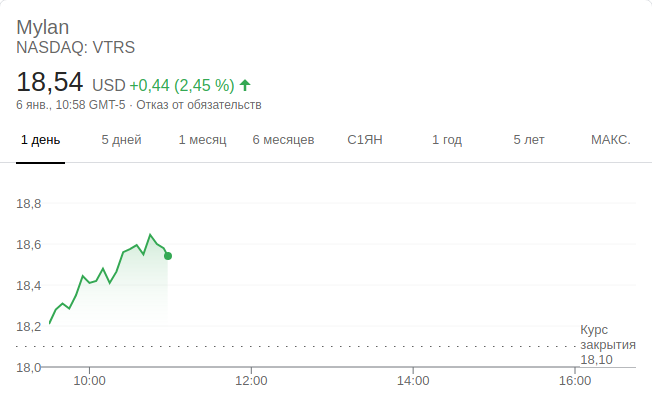 Mylan
NASDAQ: VTRS
18,54 USD +0,44 (2,45 %)
6 янв., 10:58 GMT-5 · Отказ от обязательств
1 день 5 дней 1 месяц 6 месяцев С1ЯН 1 год 5 лет МАКС.
18,8
18,6
18,4
18,2
Курс
закрытия
18,10
18,0
10:00 12:00 14:00 16:00